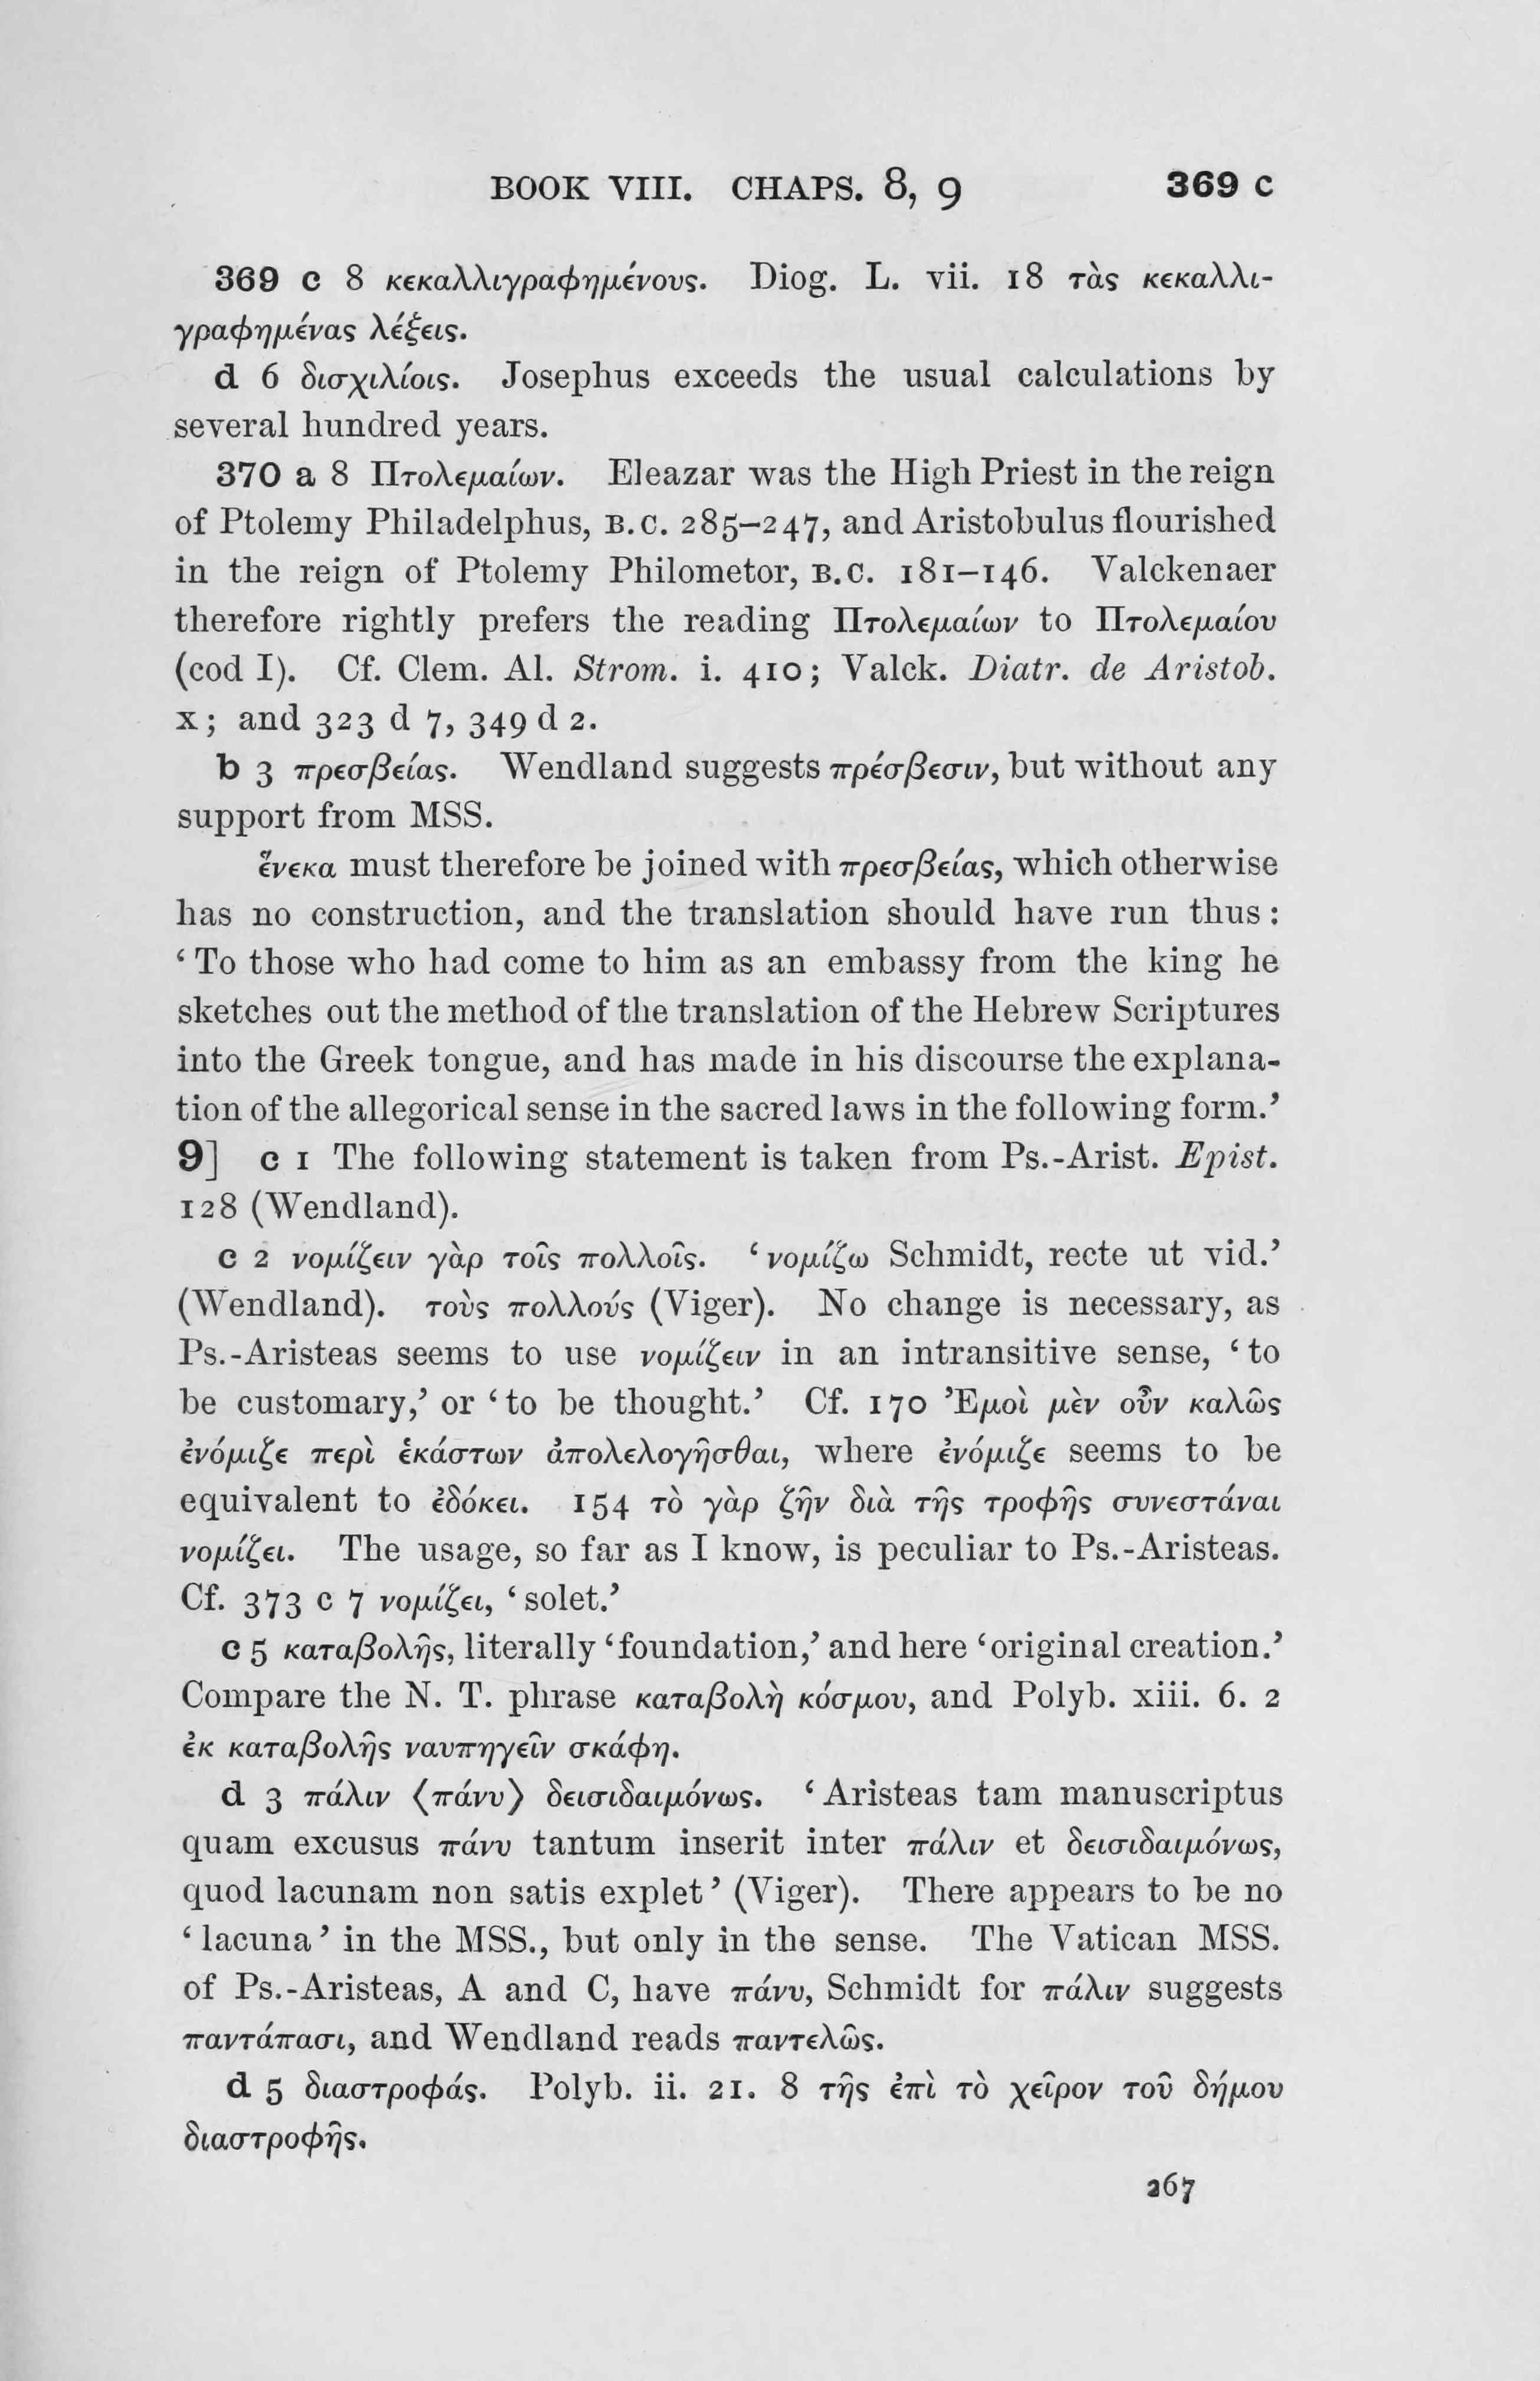 BOOK VIII. CHAPS. 8, 9 369 c
369 c 8 κεκαλλιγραφημένους. Diog. L. vii. 18 τὰς κεκαλλι-
γραφημένας λέξεις.
d 6 δισχιλίοις. Josephus exceeds the usual calculations by
several hundred years.
370 a 8 Πτολεμαίων. Eleazar was the High Priest in the reign
of Ptolemy Philadelphus, B.C. 285–247, and Aristobulus flourished
in the reign of Ptolemy Philometor, B.C. 181–146. Valckenaer
therefore rightly prefers the reading Πτολεμαίων to Πτολεμαίου
(cod I). Cf. Clem. Al. Strom. i. 410; Valck. Diatr. de Aristob.
x; and 323 d 7, 349 d 2.
b 3 πρεσβείας. Wendland suggests πρέσβεσιν, but without any
support from MSS.
ἕνεκα must therefore be joined with πρεσβείας, which otherwise
has no construction, and the translation should have run thus:
‘To those who had come to him as an embassy from the king he
sketches out the method of the translation of the Hebrew Scriptures
into the Greek tongue, and has made in his discourse the explana-
tion of the allegorical sense in the sacred laws in the following form.’
9] c 1 The following statement is taken from Ps.-Arist. Epist.
128 (Wendland).
c 2 νομίζειν γὰρ τοῖς πολλοῖς. ‘νομίζω Schmidt, recte ut vid.’
(Wendland). τοὺς πολλούς (Viger). No change is necessary, as
Ps.-Aristeas seems to use νομίζειν in an intransitive sense, ‘to
be customary,’ or ‘to be thought.’ Cf. 170 Ἐμοὶ μὲν οὖν καλῶς
ἐνόμιζε περὶ ἑκάστων ἀπολελογῆσθαι, where ἐνόμιζε seems to be
equivalent to ἐδόκει. 154 τὸ γὰρ ζῆν διὰ τῆς τροφῆς συνεστάναι
νομίζει. The usage, so far as I know, is peculiar to Ps.-Aristeas.
Cf. 373 c 7 νομίζει, ‘solet.’
c 5 καταβολῆς, literally ‘foundation,’ and here ‘original creation.’
Compare the N. T. phrase καταβολὴ κόσμου, and Polyb. xiii. 6. 2
ἐκ καταβολῆς ναυπηγεῖν σκάφη.
d 3 πάλιν ⟨πάνυ⟩ δεισιδαιμόνως. ‘Aristeas tam manuscriptus
quam excusus πάνυ tantum inserit inter πάλιν et δεισιδαιμόνως,
quod lacunam non satis explet’ (Viger). There appears to be no
‘lacuna’ in the MSS., but only in the sense. The Vatican MSS.
of Ps.-Aristeas, A and C, have πάνυ, Schmidt for πάλιν suggests
παντάπασι, and Wendland reads παντελῶς.
d 5 διαστροφάς. Polyb. ii. 21. 8 τῆς ἐπὶ τὸ χεῖρον τοῦ δήμου
διαστροφῆς.
267